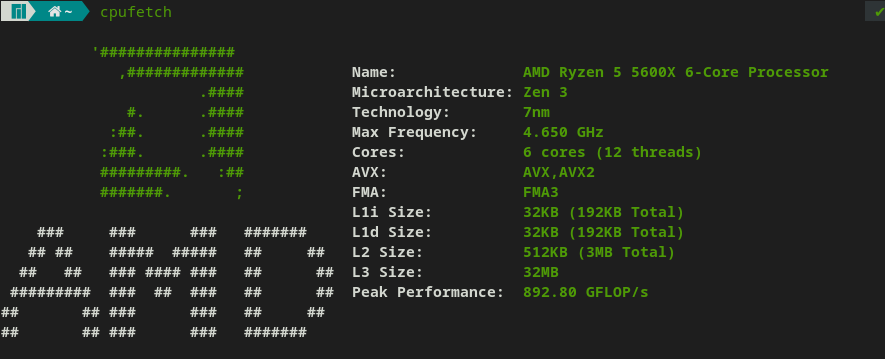 ~ cpufetch ✔
Name: AMD Ryzen 5 5600X 6-Core Processor
Microarchitecture: Zen 3
Technology: 7nm
Max Frequency: 4.650 GHz
Cores: 6 cores (12 threads)
AVX: AVX,AVX2
FMA: FMA3
L1i Size: 32KB (192KB Total)
L1d Size: 32KB (192KB Total)
L2 Size: 512KB (3MB Total)
L3 Size: 32MB
Peak Performance: 892.80 GFLOP/s
AMD